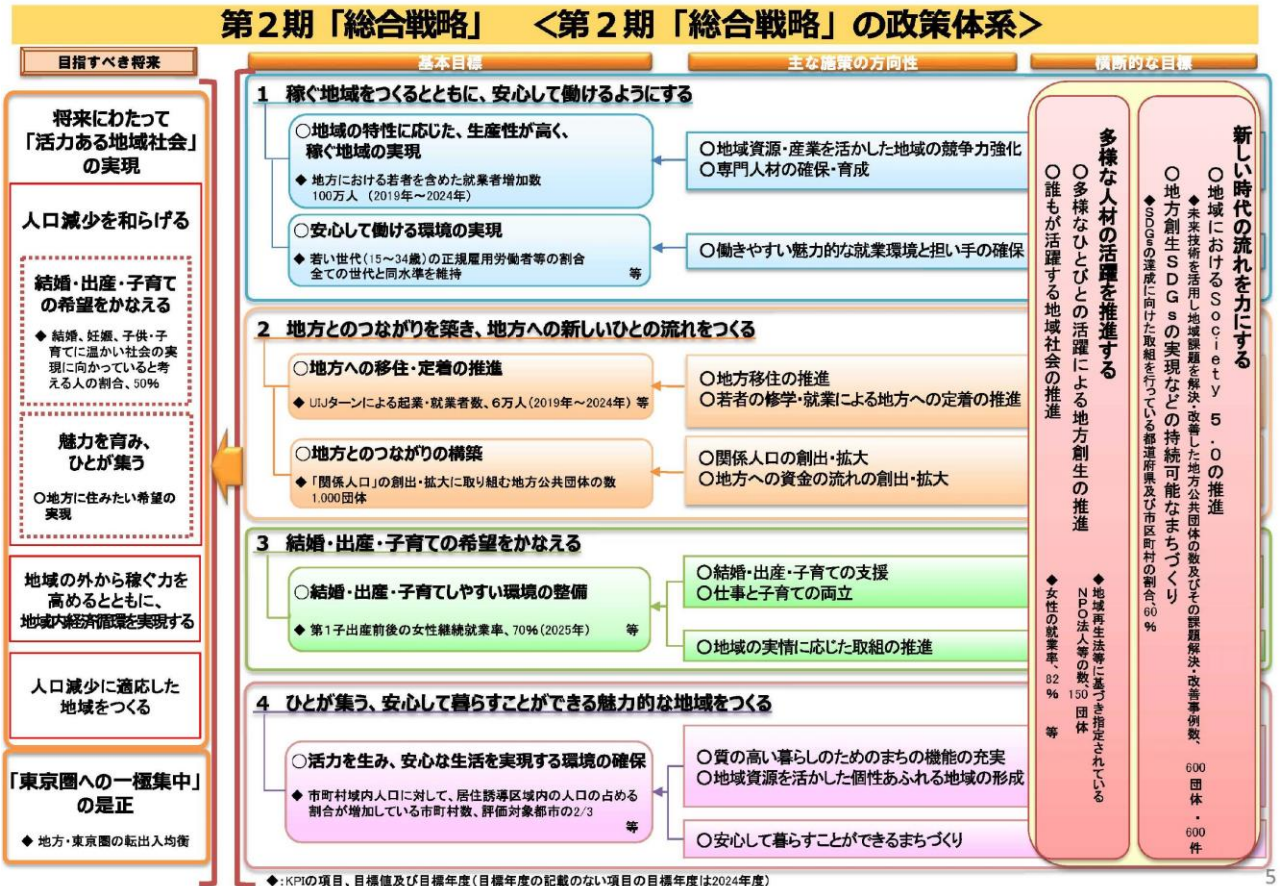 第２期「総合戦略」　＜第２期「総合戦略」の政策体系＞
目指すべき将来
将来にわたって
「活力ある地域社会」
の実現
人口減少を和らげる
結婚・出産・子育て
の希望をかなえる
◆ 結婚、妊娠、子供・子
育てに温かい社会の実
現に向かっていると考
える人の割合、50％
魅力を育み、
ひとが集う
○地方に住みたい希望の
実現
地域の外から稼ぐ力を
高めるとともに、
地域内経済循環を実現する
人口減少に適応した
地域をつくる
「東京圏への一極集中」
の是正
◆ 地方・東京圏の転出入均衡
基本目標
主な施策の方向性
横断的な目標
1　稼ぐ地域をつくるとともに、安心して働けるようにする
○地域の特性に応じた、生産性が高く、
稼ぐ地域の実現
◆ 地方における若者を含めた就業者増加数
100万人 （2019年～2024年）
○地域資源・産業を活かした地域の競争力強化
○専門人材の確保・育成
○安心して働ける環境の実現
◆ 若い世代（15～34歳）の正規雇用労働者等の割合
全ての世代と同水準を維持　等
○働きやすい魅力的な就業環境と担い手の確保
2　地方とのつながりを築き、地方への新しいひとの流れをつくる
○地方への移住・定着の推進
◆ UIJターンによる起業・就業者数、6万人（2019年～2024年） 等
○地方移住の推進
○若者の修学・就業による地方への定着の推進
○地方とのつながりの構築
◆ 「関係人口」の創出・拡大に取り組む地方公共団体の数
1,000団体
○関係人口の創出・拡大
○地方への資金の流れの創出・拡大
3　結婚・出産・子育ての希望をかなえる
○結婚・出産・子育てしやすい環境の整備
◆ 第1子出産前後の女性継続就業率、70％（2025年）　等
○結婚・出産・子育ての支援
○仕事と子育ての両立
○地域の実情に応じた取組の推進
4　ひとが集う、安心して暮らすことができる魅力的な地域をつくる
○活力を生み、安心な生活を実現する環境の確保
◆ 市町村域内人口に対して、居住誘導区域内の人口の占める
割合が増加している市町村数、評価対象都市の2/3
等
○質の高い暮らしのためのまちの機能の充実
○地域資源を活かした個性あふれる地域の形成
○安心して暮らすことができるまちづくり
新しい時代の流れを力にする
○地域におけるSociety 5.0の推進
◆未来技術を活用し地域課題を解決・改善した地方公共団体の数及びその課題解決・改善事例数、600団体・600件
○地方創生SDGsの実現などの持続可能なまちづくり
◆SDGsの達成に向けた取組を行っている都道府県及び市区町村の割合、60％
多様な人材の活躍を推進する
○多様なひとびとの活躍による地方創生の推進
◆地域再生法等に基づき指定されている
NPO法人等の数、150団体
○誰もが活躍する地域社会の推進
◆女性の就業率、82％　等
◆：KPIの項目、目標値及び目標年度（目標年度の記載のない項目の目標年度は2024年度）
5